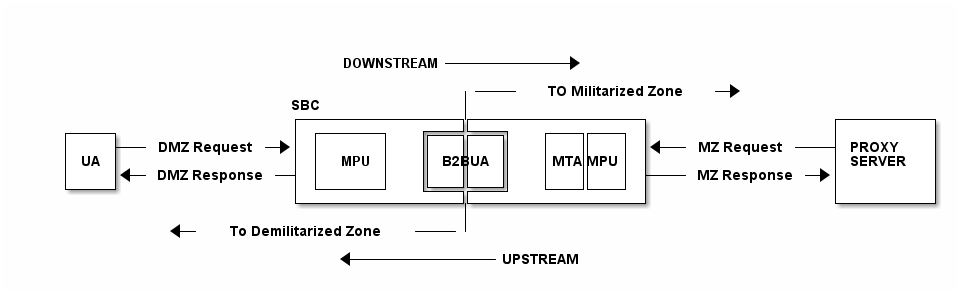 DOWNSTREAM
TO Militarized Zone
SBC
UA
DMZ Request
DMZ Response
MPU
B2BUA
MTA
MPU
MZ Request
MZ Response
PROXY
SERVER
To Demilitarized Zone
UPSTREAM